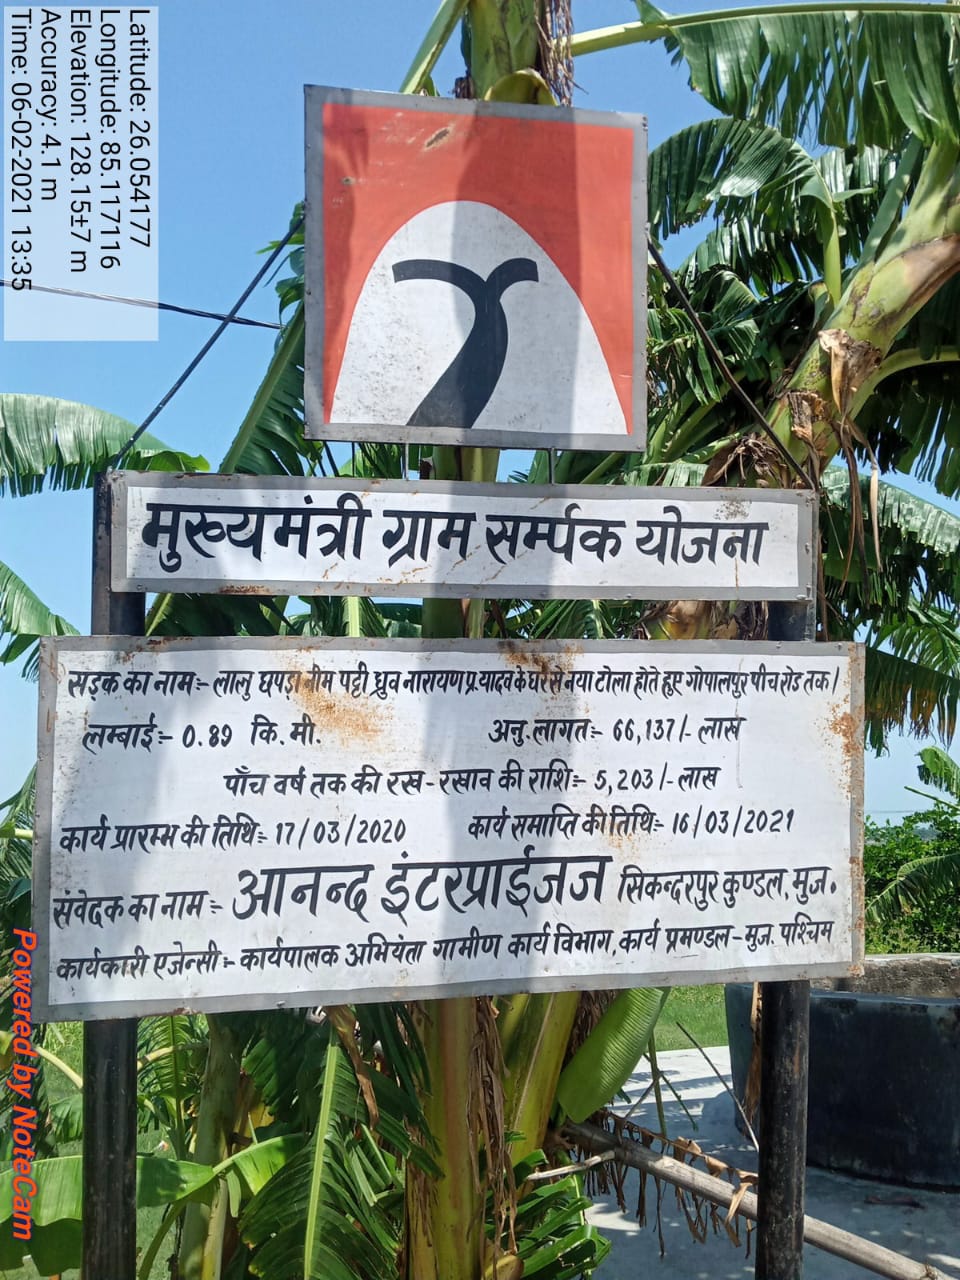 Latitude: 26.054177
Longitude: 85.117116
Elevation: 128.15±7 m
Accuracy: 4.1 m
Time: 06-02-2021 13:35
मुख्यमंत्री ग्राम सर्म्पक योजना
सड़क का नाम:- लालु छपड़ा नीम पट्टी ध्रुव नारायण प्र. यादव के घर से नया टोला होते हुए गोपालपुर पीच रोड तक।
लम्बाई:- 0.89 कि.मी.
अनु. लागत:- 66,137/- लाख
पाँच वर्ष तक की रख-रखाव की राशि:- 5,203/- लाख
कार्य प्रारम्भ की तिथि:- 17/03/2020
कार्य समाप्ति की तिथि:- 16/03/2021
संवेदक का नाम:- आनन्द इंटरप्राईजज सिकन्दरपुर कुण्डल, मुज.
कार्यकारी एजेन्सी:- कार्यपालक अभियंता गामीण कार्य विभाग, कार्य प्रमण्डल-मुज. पश्चिम
Powered by NoteCam